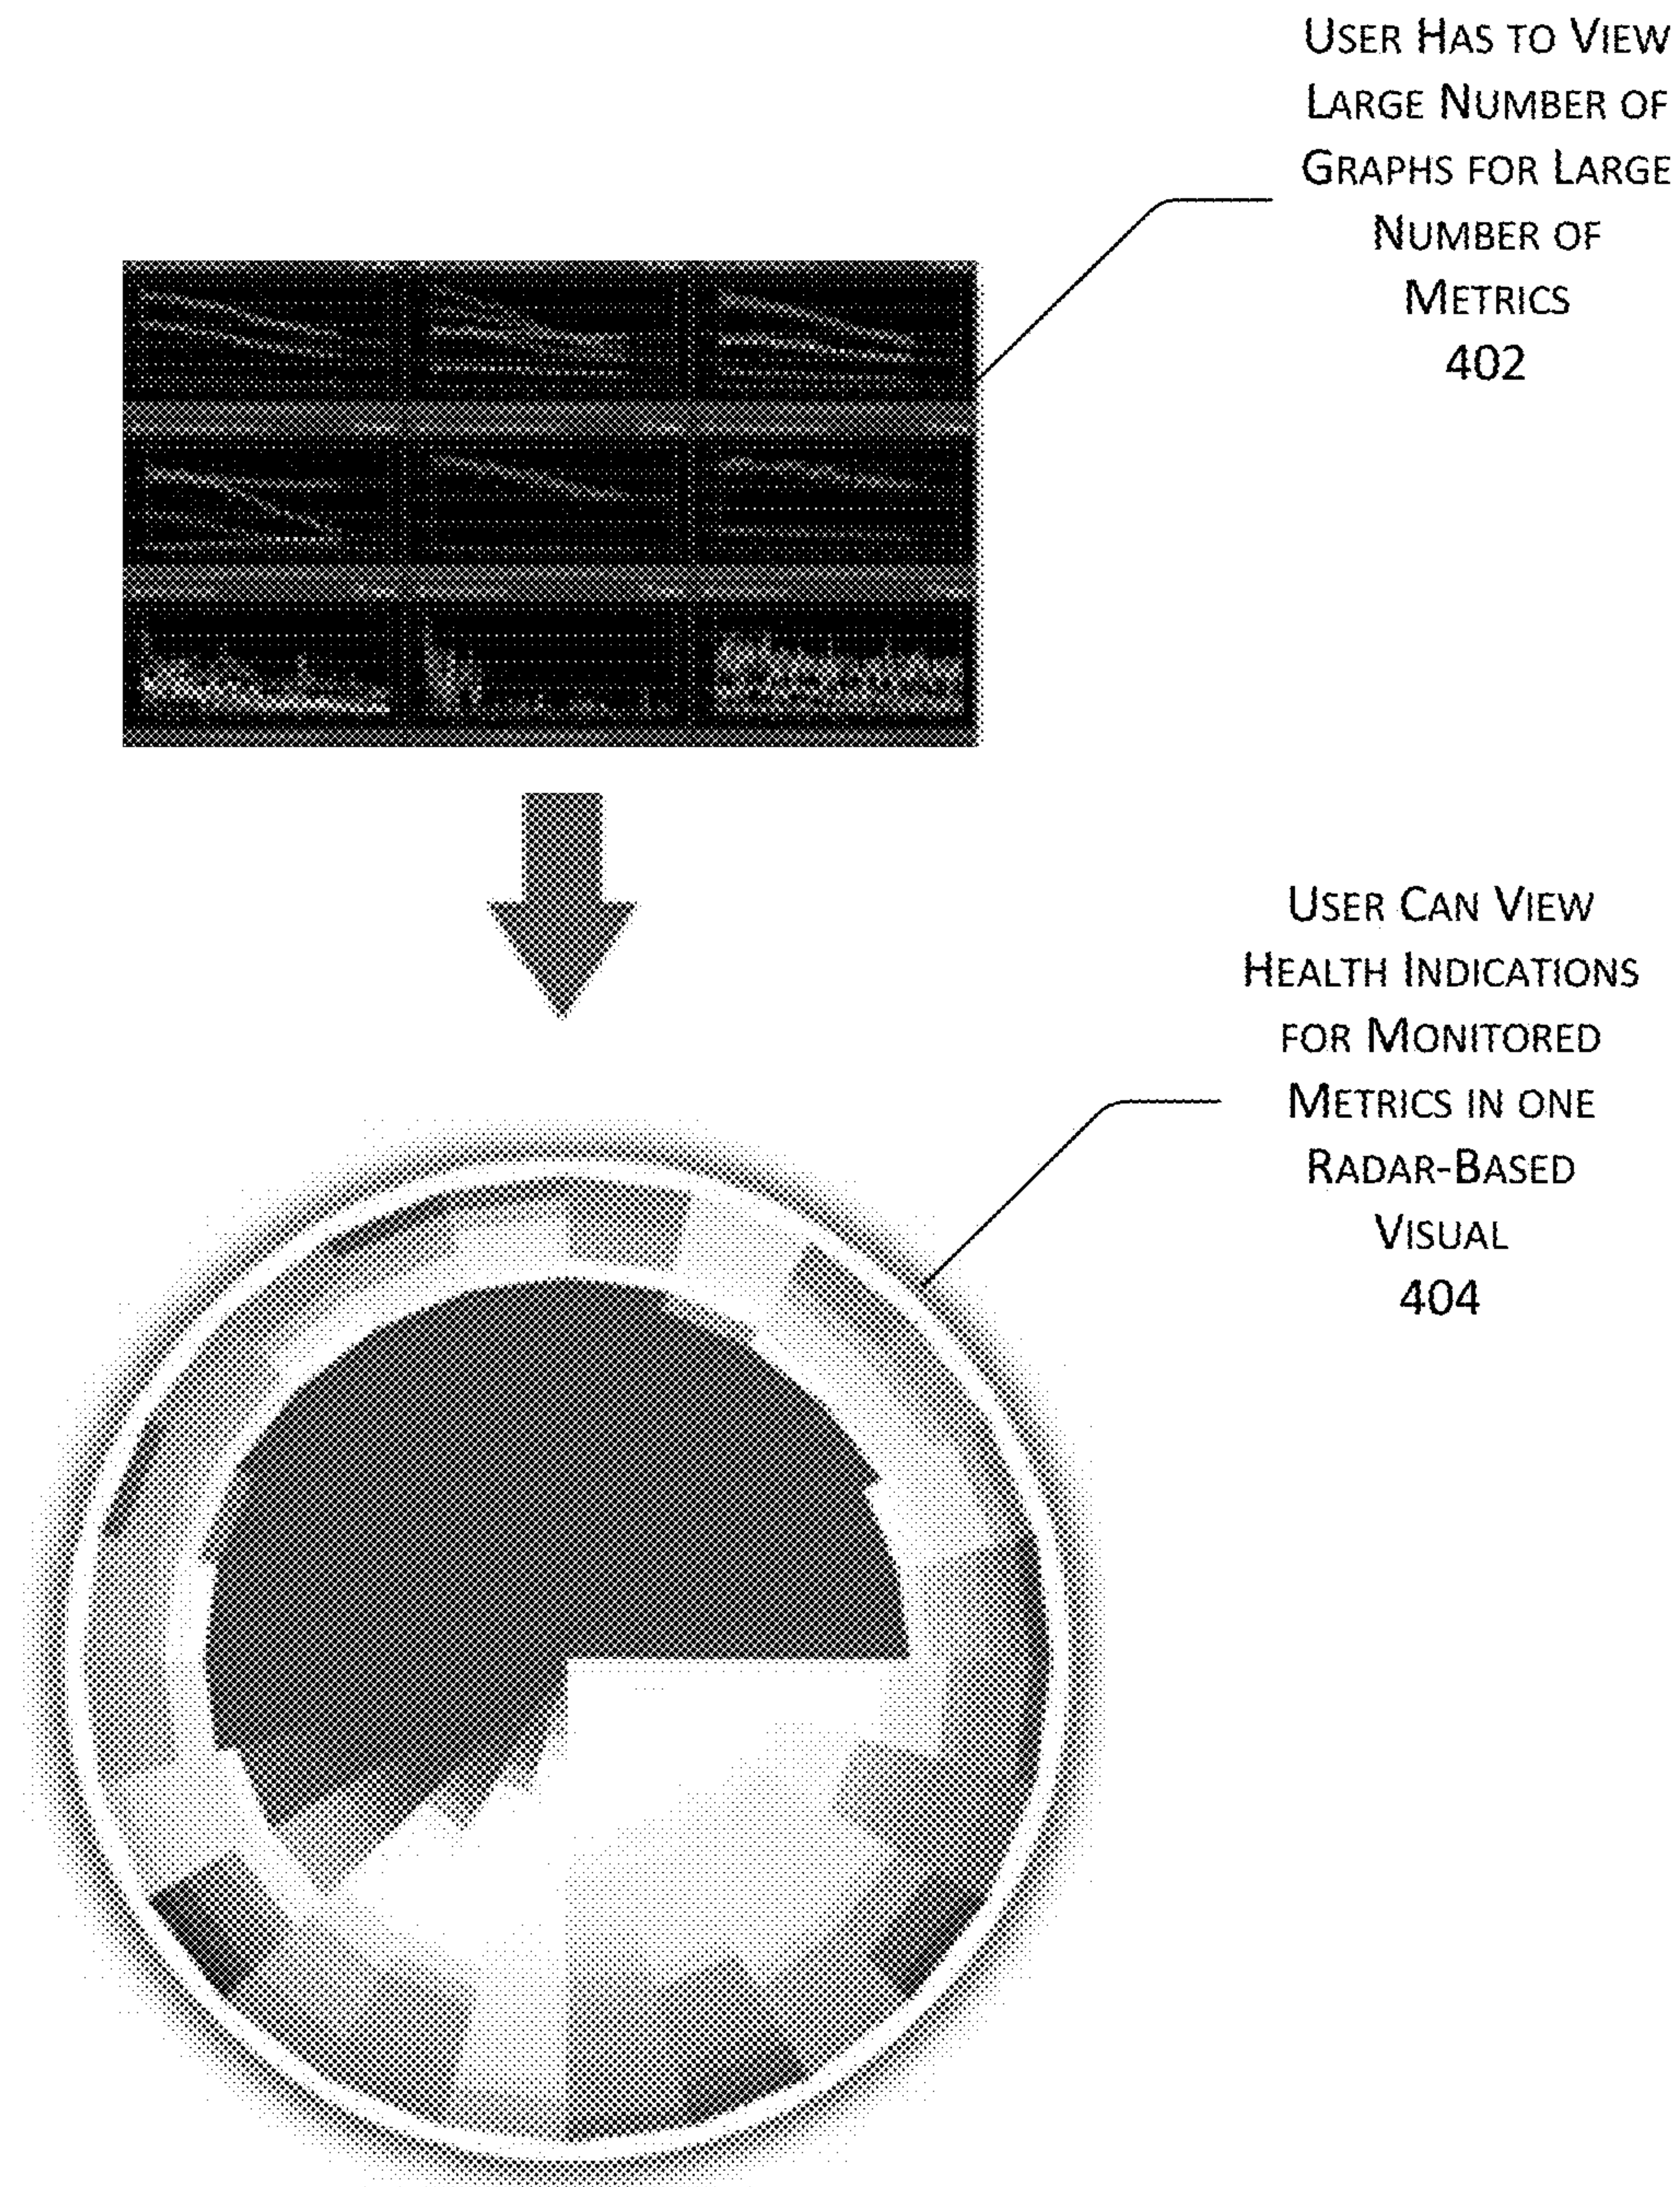 User Has to View
Large Number of
Graphs for Large
Number of
Metrics
402
User Can View
Health Indications
for Monitored
Metrics in one
Radar-Based
Visual
404